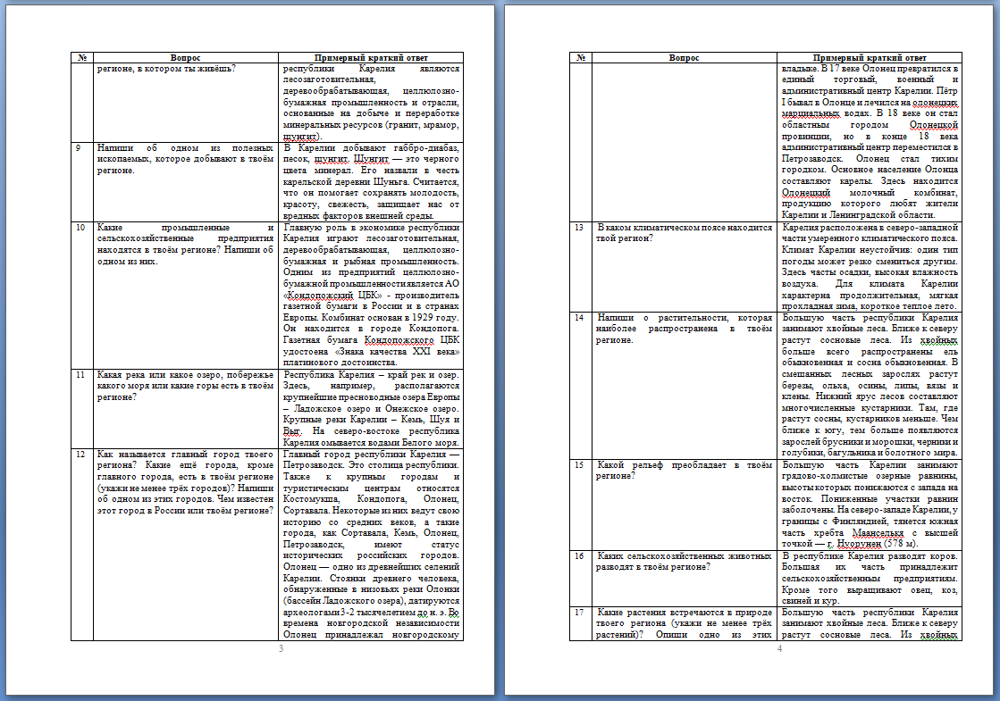 № Вопрос Примерный краткий ответ
регионе, в котором ты живёшь?
республики Карелия являются
лесозаготовительная,
деревообрабатывающая, целлюлозно-
бумажная промышленность и отрасли,
основанные на добыче и переработке
минеральных ресурсов (гранит, мрамор,
шунгит).
9
Напиши об одном из полезных
ископаемых, которое добывают в твоём
регионе.
В Карелии добывают габбро-диабаз,
песок, шунгит. Шунгит — это черного
цвета минерал. Его назвали в честь
карельской деревни Шуньга. Считается,
что он помогает сохранять молодость,
красоту, свежесть, защищает нас от
вредных факторов внешней среды.
10
Какие промышленные и
сельскохозяйственные предприятия
находятся в твоём регионе? Напиши об
одном из них.
Главную роль в экономике республики
Карелия играют лесозаготовительная,
деревообрабатывающая, целлюлозно-
бумажная и рыбная промышленность.
Одним из предприятий целлюлозно-
бумажной промышленности является АО
«Кондопожский ЦБК» - производитель
газетной бумаги в России и в странах
Европы. Комбинат основан в 1929 году.
Он находится в городе Кондопога.
Газетная бумага Кондопожского ЦБК
удостоена «Знака качества XXI века»
платинового достоинства.
11
Какая река или какое озеро, побережье
какого моря или какие горы есть в твоём
регионе?
Республика Карелия – край рек и озер.
Здесь, например, располагаются
крупнейшие пресноводные озера Европы
– Ладожское озеро и Онежское озеро.
Крупные реки Карелии – Кемь, Шуя и
Выг. На северо-востоке республика
Карелия омывается водами Белого моря.
12
Как называется главный город твоего
региона? Какие ещё города, кроме
главного города, есть в твоём регионе
(укажи не менее трёх городов)? Напиши
об одном из этих городов. Чем известен
этот город в России или твоём регионе?
Главный город республики Карелия —
Петрозаводск. Это столица республики.
Также к крупным городам и
туристическим центрам относятся
Костомукша, Кондопога, Олонец,
Сортавала. Некоторые из них ведут свою
историю со средних веков, а такие
города, как Сортавала, Кемь, Олонец,
Петрозаводск, имеют статус
исторических российских городов.
Олонец — одно из древнейших селений
Карелии. Стоянки древнего человека,
обнаруженные в низовьях реки Олонки
(бассейн Ладожского озера), датируются
археологами 3-2 тысячелетием до н. э. Во
времена новгородской независимости
Олонец принадлежал новгородскому
3
№ Вопрос Примерный краткий ответ
владыке. В 17 веке Олонец превратился в
единый торговый, военный и
административный центр Карелии. Пётр
I бывал в Олонце и лечился на олонецких
марциальных водах. В 18 веке он стал
областным городом Олонецкой
провинции, но в конце 18 века
административный центр переместился в
Петрозаводск. Олонец стал тихим
городком. Основное население Олонца
составляют карелы. Здесь находится
Олонецкий молочный комбинат,
продукцию которого любят жители
Карелии и Ленинградской области.
13
В каком климатическом поясе находится
твой регион?
Карелия расположена в северо-западной
части умеренного климатического пояса.
Климат Карелии неустойчив: один тип
погоды может резко смениться другим.
Здесь часты осадки, высокая влажность
воздуха. Для климата Карелии
характерна продолжительная, мягкая
прохладная зима, короткое теплое лето.
14
Напиши о растительности, которая
наиболее распространена в твоём
регионе.
Большую часть республики Карелия
занимают хвойные леса. Ближе к северу
растут сосновые леса. Из хвойных
больше всего распространены ель
обыкновенная и сосна обыкновенная. В
смешанных лесных зарослях растут
березы, ольха, осины, липы, вязы и
клены. Нижний ярус лесов составляют
многочисленные кустарники. Там, где
растут сосны, кустарников меньше. Чем
ближе к югу, тем больше появляются
зарослей брусники и морошки, черники и
голубики, багульника и болотного мира.
15
Какой рельеф преобладает в твоём
регионе?
Большую часть Карелии занимают
грядово-холмистые озерные равнины,
высоты которых понижаются с запада на
восток. Пониженные участки равнин
заболочены. На северо-западе Карелии, у
границы с Финляндией, тянется южная
часть хребта Маанселькя с высшей
точкой — г. Нуорунен (578 м).
16
Каких сельскохозяйственных животных
разводят в твоём регионе?
В республике Карелия разводят коров.
Большая их часть принадлежит
сельскохозяйственным предприятиям.
Кроме того выращивают овец, коз,
свиней и кур.
17
Какие растения встречаются в природе
твоего региона (укажи не менее трёх
растений)? Опиши одно из этих
Большую часть республики Карелия
занимают хвойные леса. Ближе к северу
растут сосновые леса. Из хвойных
4